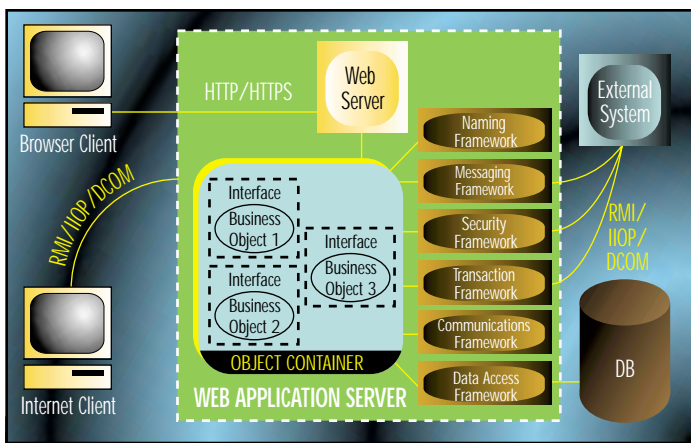 Browser Client
HTTP/HTTPS
Web
Server
External
System
Naming
Framework
Messaging
Framework
Security
Framework
Transaction
Framework
Communications
Framework
Data Access
Framework
RMI/IIOP/DCOM
RMI/
IIOP/
DCOM
Interface
Business
Object 1
Interface
Business
Object 2
Interface
Business
Object 3
OBJECT CONTAINER
WEB APPLICATION SERVER
Internet Client
DB